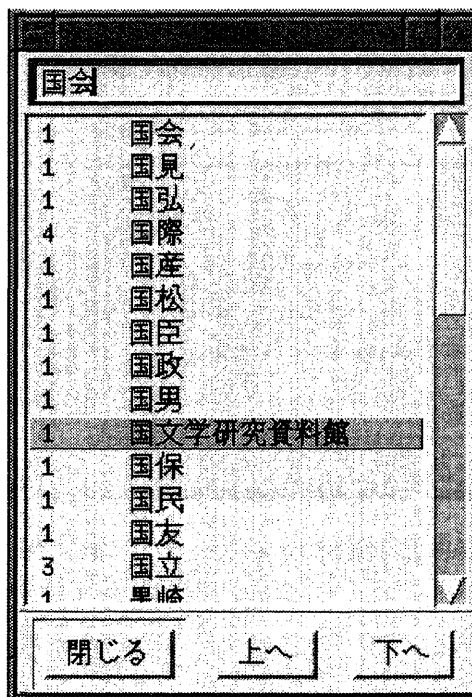 国会
1 国会
1 国見
1 国弘
4 国際
1 国産
1 国松
1 国臣
1 国政
1 国男
1 国文学研究資料館
1 国保
1 国民
1 国友
3 国立
1 黒崎
閉じる 上へ 下へ